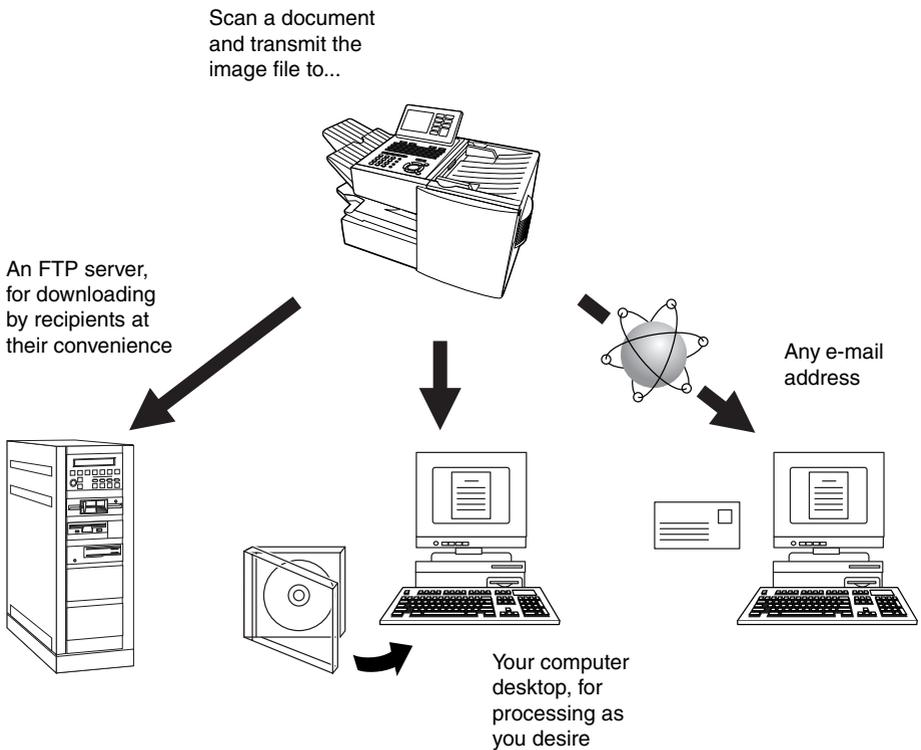 Scan a document
and transmit the
image file to...
An FTP server,
for downloading
by recipients at
their convenience
Any e-mail
address
Your computer
desktop, for
processing as
you desire